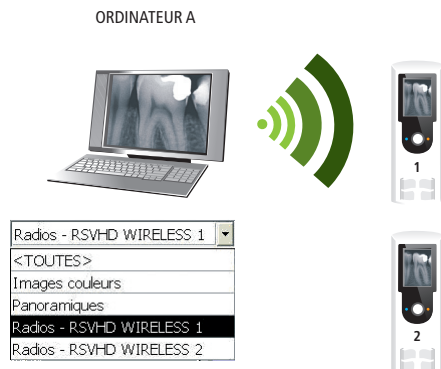 ORDINATEUR A
1
Radios - RSVHD WIRELESS 1
<TOUTES>
Images couleurs
Panoramiques
Radios - RSVHD WIRELESS 1
Radios - RSVHD WIRELESS 2
2